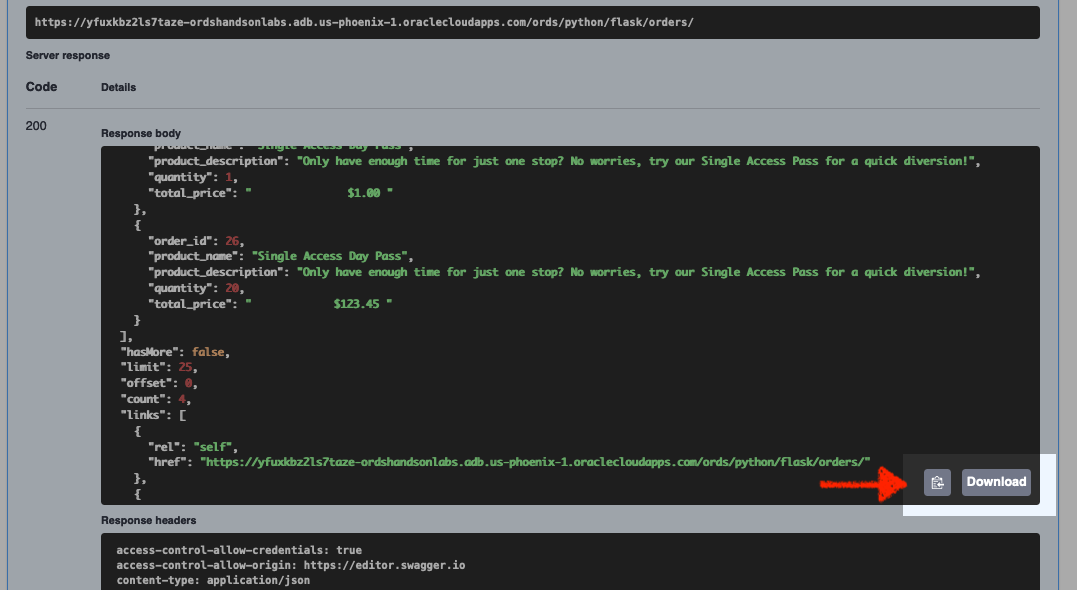 https://yfuxkbz2ls7taze-ordshandsonlabs.adb.us-phoenix-1.oraclecloudapps.com/ords/python/flask/orders/
Server response
Code Details
200
Response body
"product_name": "Single Access Day Pass",
"product_description": "Only have enough time for just one stop? No worries, try our Single Access Pass for a quick diversion!",
"quantity": 1,
"total_price": "               $1.00 "
},
{
"order_id": 26,
"product_name": "Single Access Day Pass",
"product_description": "Only have enough time for just one stop? No worries, try our Single Access Pass for a quick diversion!",
"quantity": 20,
"total_price": "             $123.45 "
}
],
"hasMore": false,
"limit": 25,
"offset": 0,
"count": 4,
"links": [
{
"rel": "self",
"href": "https://yfuxkbz2ls7taze-ordshandsonlabs.adb.us-phoenix-1.oraclecloudapps.com/ords/python/flask/orders/"
},
{
Download
Response headers
access-control-allow-credentials: true
access-control-allow-origin: https://editor.swagger.io
content-type: application/json